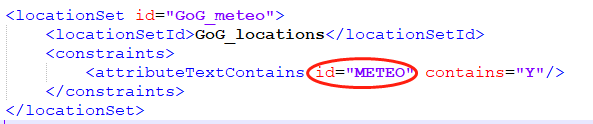 <locationSet id="GoG_meteo">
<locationSetId>GoG_locations</locationSetId>
<constraints>
<attributeTextContains id="METEO" contains="Y"/>
</constraints>
</locationSet>